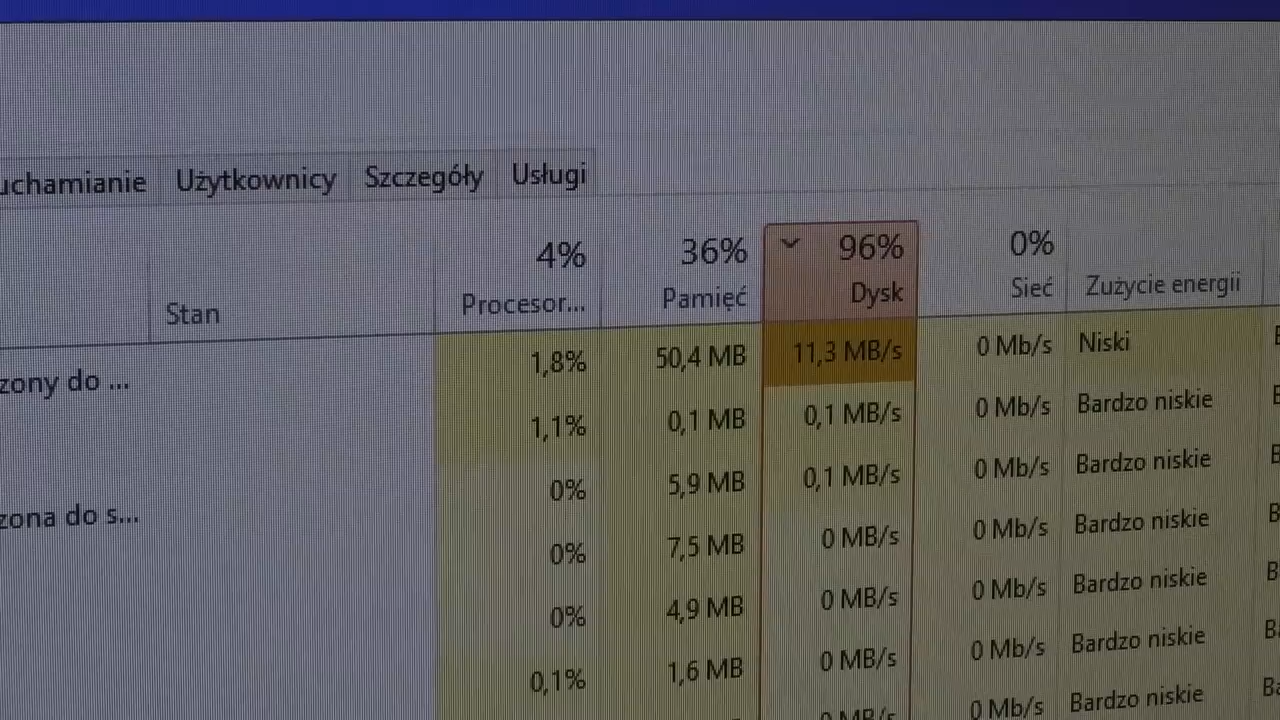 uchamianie Użytkownicy Szczegóły Usługi
4% 36% 96% 0%
Stan Procesor... Pamięć Dysk Sieć Zużycie energii
zony do ... 1,8% 50,4 MB 11,3 MB/s 0 Mb/s Niski
1,1% 0,1 MB 0,1 MB/s 0 Mb/s Bardzo niskie
zona do s... 0% 5,9 MB 0,1 MB/s 0 Mb/s Bardzo niskie
0% 7,5 MB 0 MB/s 0 Mb/s Bardzo niskie
0% 4,9 MB 0 MB/s 0 Mb/s Bardzo niskie
0,1% 1,6 MB 0 MB/s 0 Mb/s Bardzo niskie
0 MB/s 0 Mb/s Bardzo niskie